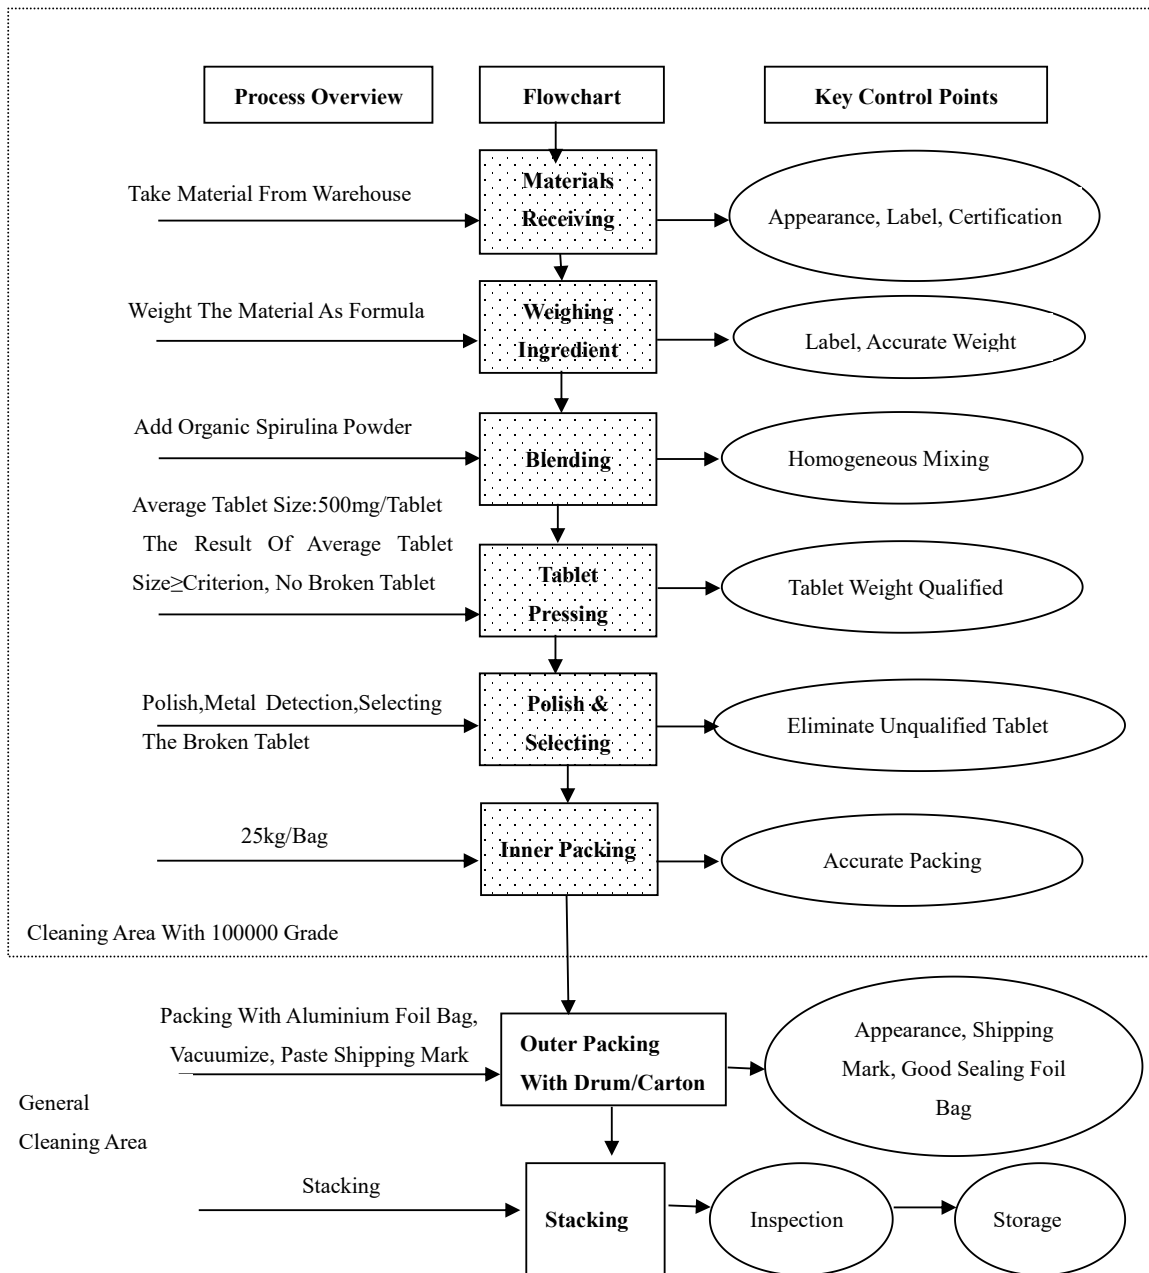 Process Overview
Flowchart
Key Control Points
Take Material From Warehouse
Materials
Receiving
Appearance, Label, Certification
Weight The Material As Formula
Weighing
Ingredient
Label, Accurate Weight
Add Organic Spirulina Powder
Blending
Homogeneous Mixing
Average Tablet Size:500mg/Tablet
The Result Of Average Tablet
Size≥Criterion, No Broken Tablet
Tablet
Pressing
Tablet Weight Qualified
Polish,Metal Detection,Selecting
The Broken Tablet
Polish &
Selecting
Eliminate Unqualified Tablet
25kg/Bag
Inner Packing
Accurate Packing
Cleaning Area With 100000 Grade
Packing With Aluminium Foil Bag,
Vacuumize, Paste Shipping Mark
Outer Packing
With Drum/Carton
Appearance, Shipping
Mark, Good Sealing Foil
Bag
General
Cleaning Area
Stacking
Stacking
Inspection
Storage